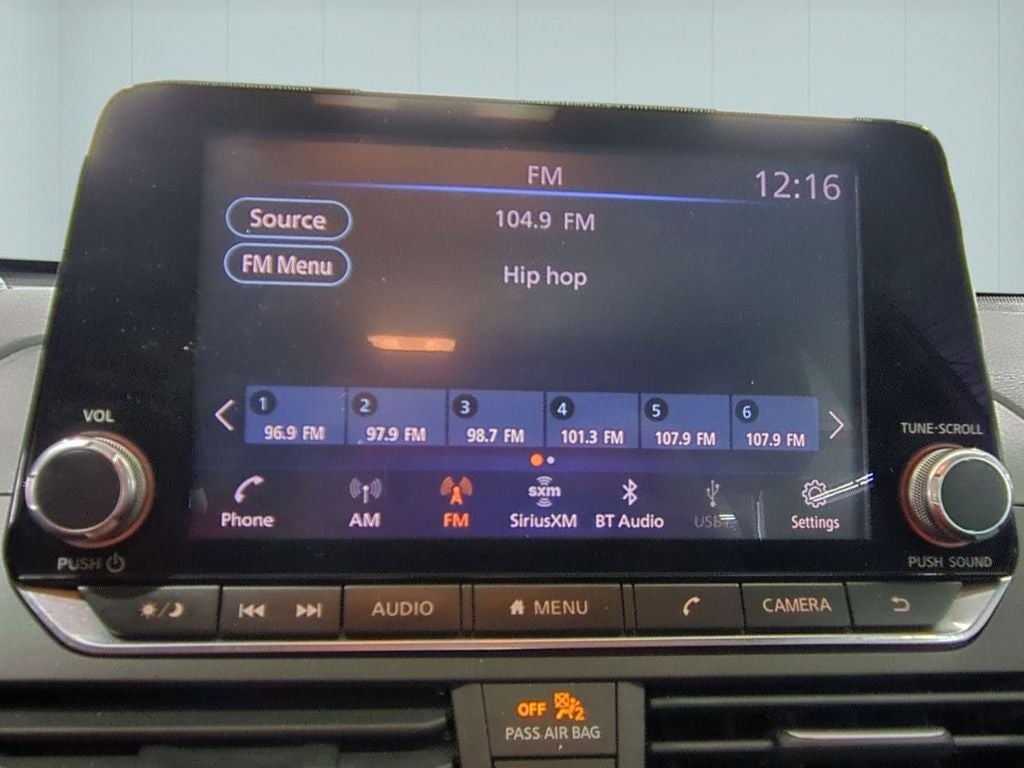 FM
12:16
Source
104.9 FM
FM Menu
Hip hop
1 2 3 4 5 6
96.9 FM 97.9 FM 98.7 FM 101.3 FM 107.9 FM 107.9 FM
VOL
TUNE-SCROLL
sxm
Phone AM FM SiriusXM BT Audio USB Settings
PUSH
PUSH SOUND
AUDIO MENU CAMERA
OFF 2
PASS AIR BAG